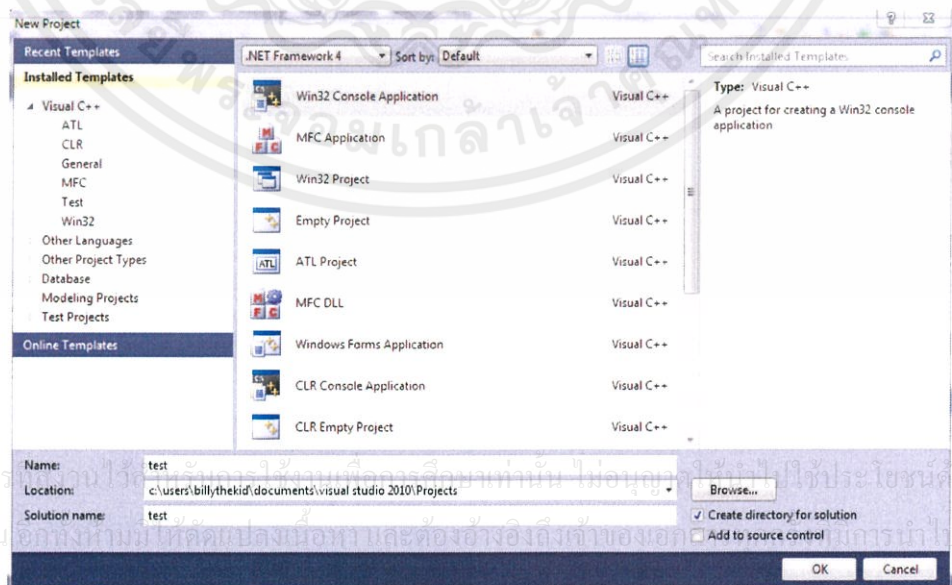 New Project
Recent Templates
.NET Framework 4
Sort by: Default
Search Installed Templates
Installed Templates
Visual C++
ATL
CLR
General
MFC
Test
Win32
Other Languages
Other Project Types
Database
Modeling Projects
Test Projects
Online Templates
Win32 Console Application Visual C++
MFC Application Visual C++
Win32 Project Visual C++
Empty Project Visual C++
ATL Project Visual C++
MFC DLL Visual C++
Windows Forms Application Visual C++
CLR Console Application Visual C++
CLR Empty Project Visual C++
Type: Visual C++
A project for creating a Win32 console
application
Name: test
Location: c:\users\billythekid\documents\visual studio 2010\Projects
Browse...
Solution name: test
Create directory for solution
Add to source control
OK Cancel